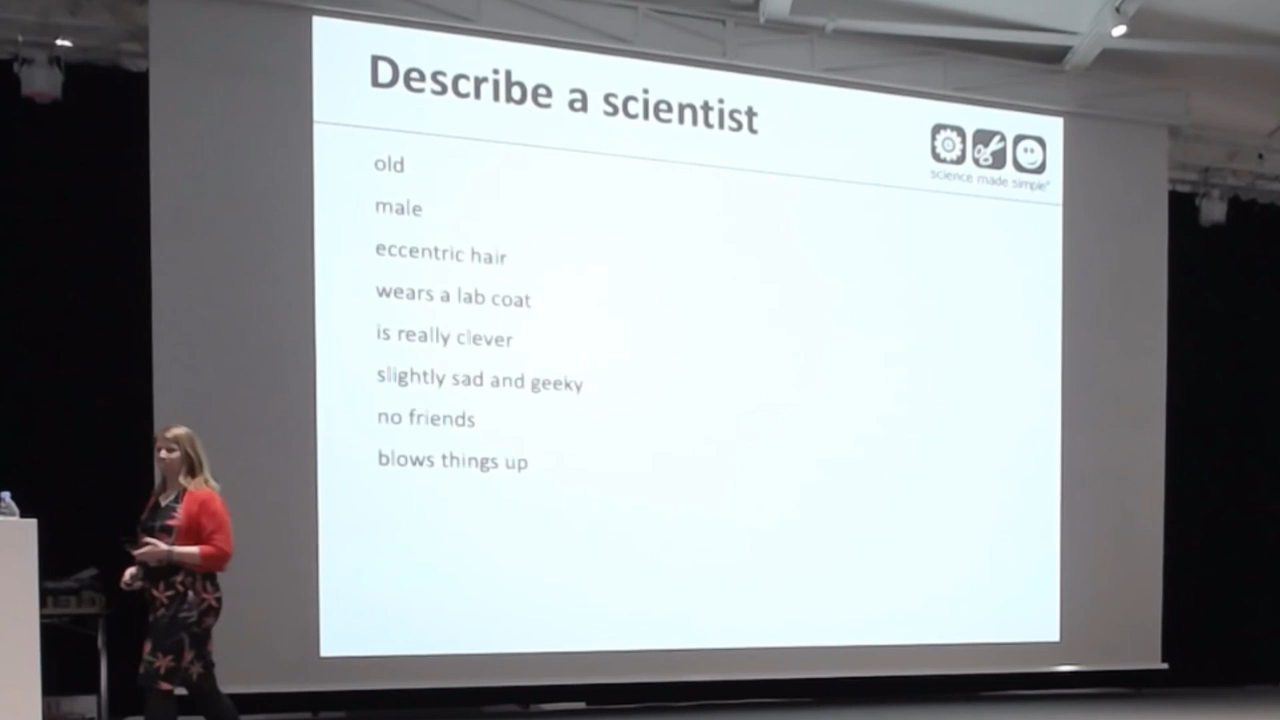 Describe a scientist
science made simple®
old
male
eccentric hair
wears a lab coat
is really clever
slightly sad and geeky
no friends
blows things up